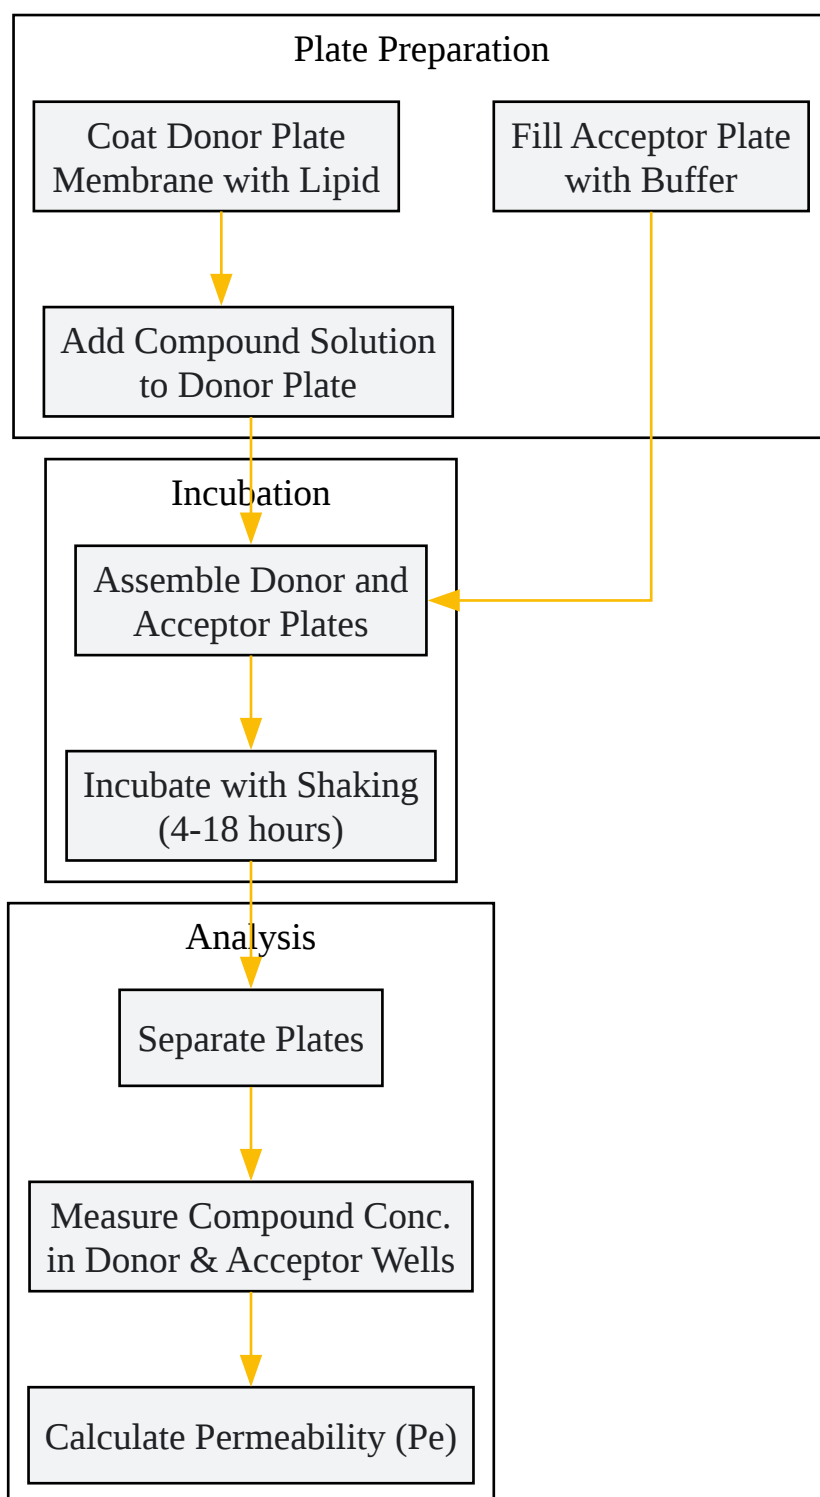 Plate Preparation
Coat Donor Plate
Membrane with Lipid
Fill Acceptor Plate
with Buffer
Add Compound Solution
to Donor Plate
Incubation
Assemble Donor and
Acceptor Plates
Incubate with Shaking
(4-18 hours)
Analysis
Separate Plates
Measure Compound Conc.
in Donor & Acceptor Wells
Calculate Permeability (Pe)